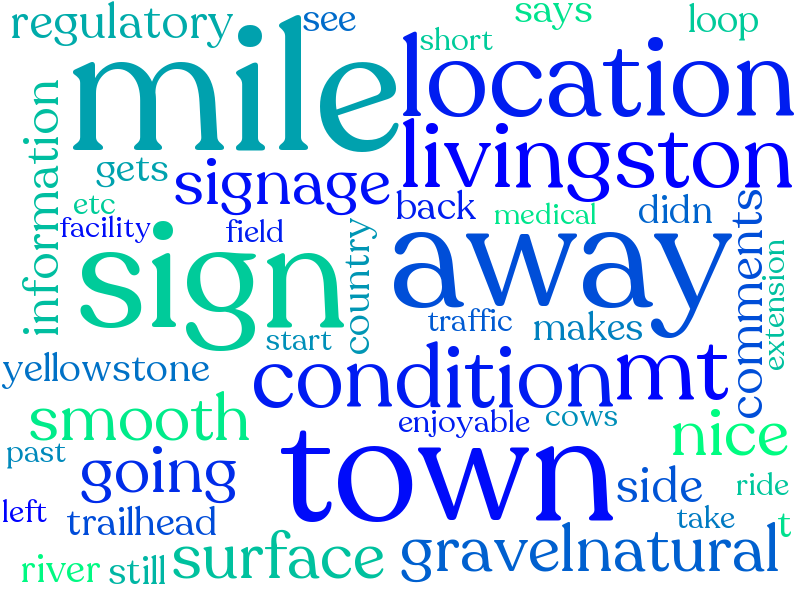 regulatory
see
says
loop
mile
short
location
information
gets
signage
livingston
etc
facility
field
back
medical
didn
comments
sign
country
away
extension
start
traffic
makes
yellowstone
condition
mt
smooth
enjoyable
cows
nice
past
going
town
side
ride
left
trailhead
take
t
river
still
surface
gravelnatural